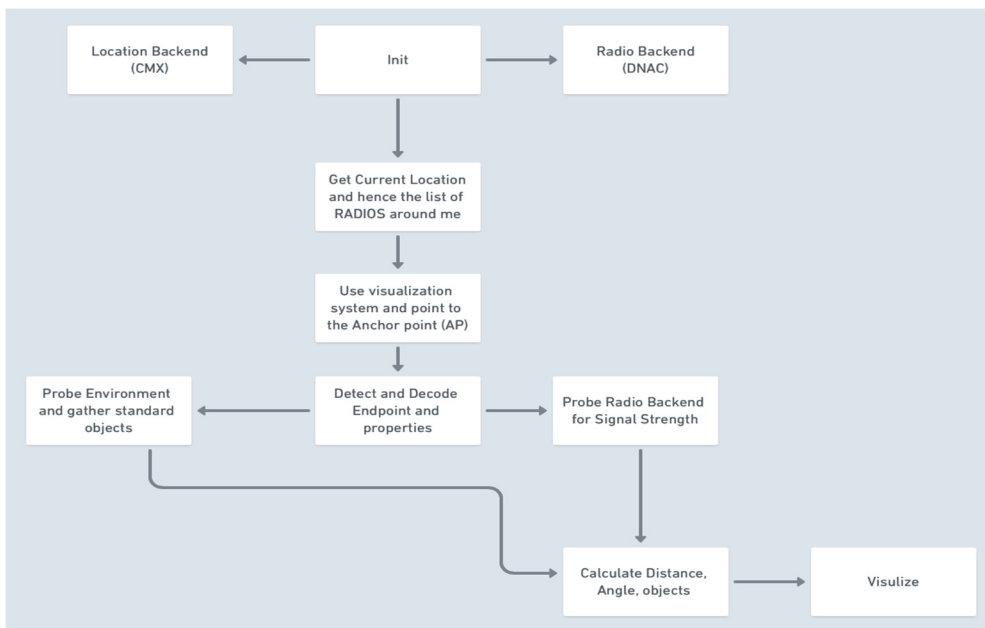 Location Backend
(CMX)
Init
Radio Backend
(DNAC)
Get Current Location
and hence the list of
RADIOS around me
Use visualization
system and point to
the Anchor point (AP)
Probe Environment
and gather standard
objects
Detect and Decode
Endpoint and
properties
Probe Radio Backend
for Signal Strength
Calculate Distance,
Angle, objects
Visulize